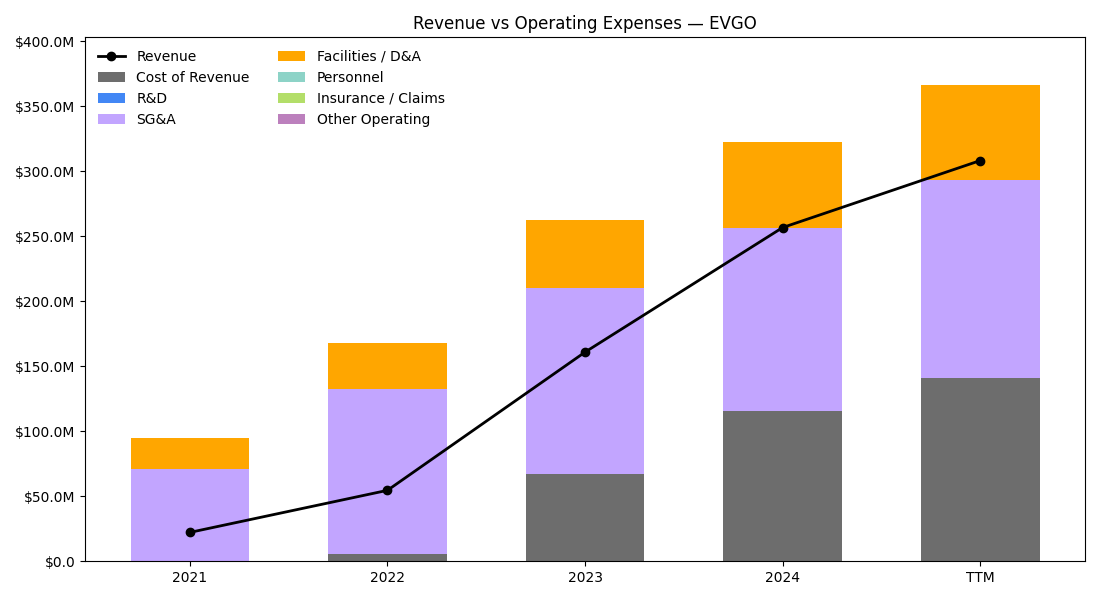 Revenue vs Operating Expenses — EVGO
$400.0M
$350.0M
$300.0M
$250.0M
$200.0M
$150.0M
$100.0M
$50.0M
$0.0
Revenue
Cost of Revenue
R&D
SG&A
Facilities / D&A
Personnel
Insurance / Claims
Other Operating
2021
2022
2023
2024
TTM